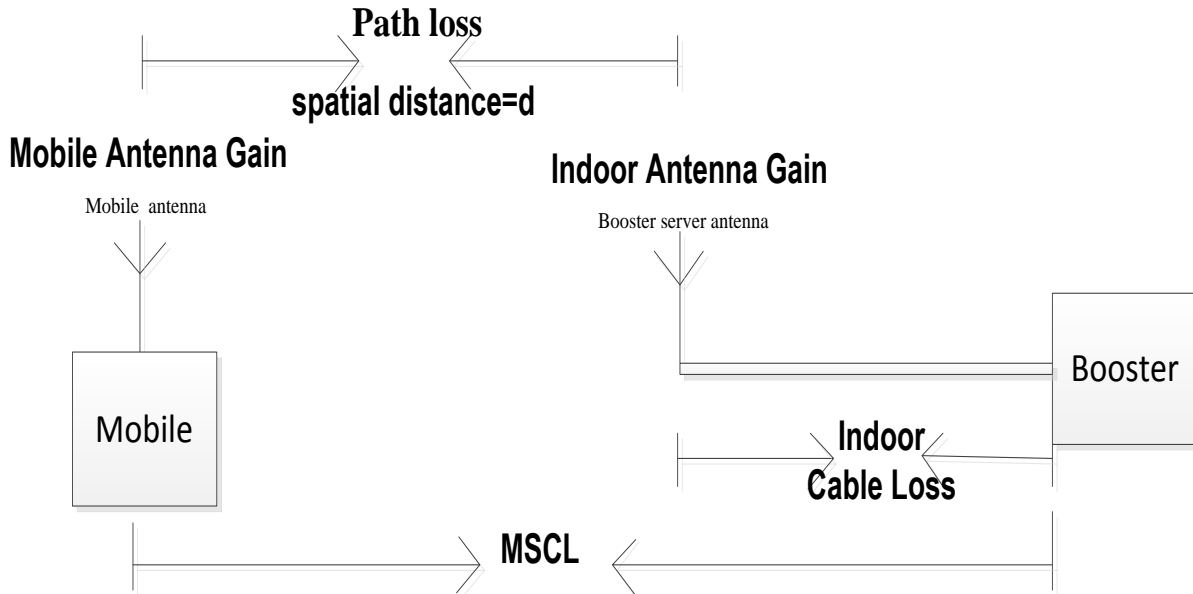 Path loss
spatial distance=d
Mobile Antenna Gain
Indoor Antenna Gain
Mobile antenna
Booster server antenna
Booster
Mobile
Indoor
Cable Loss
MSCL